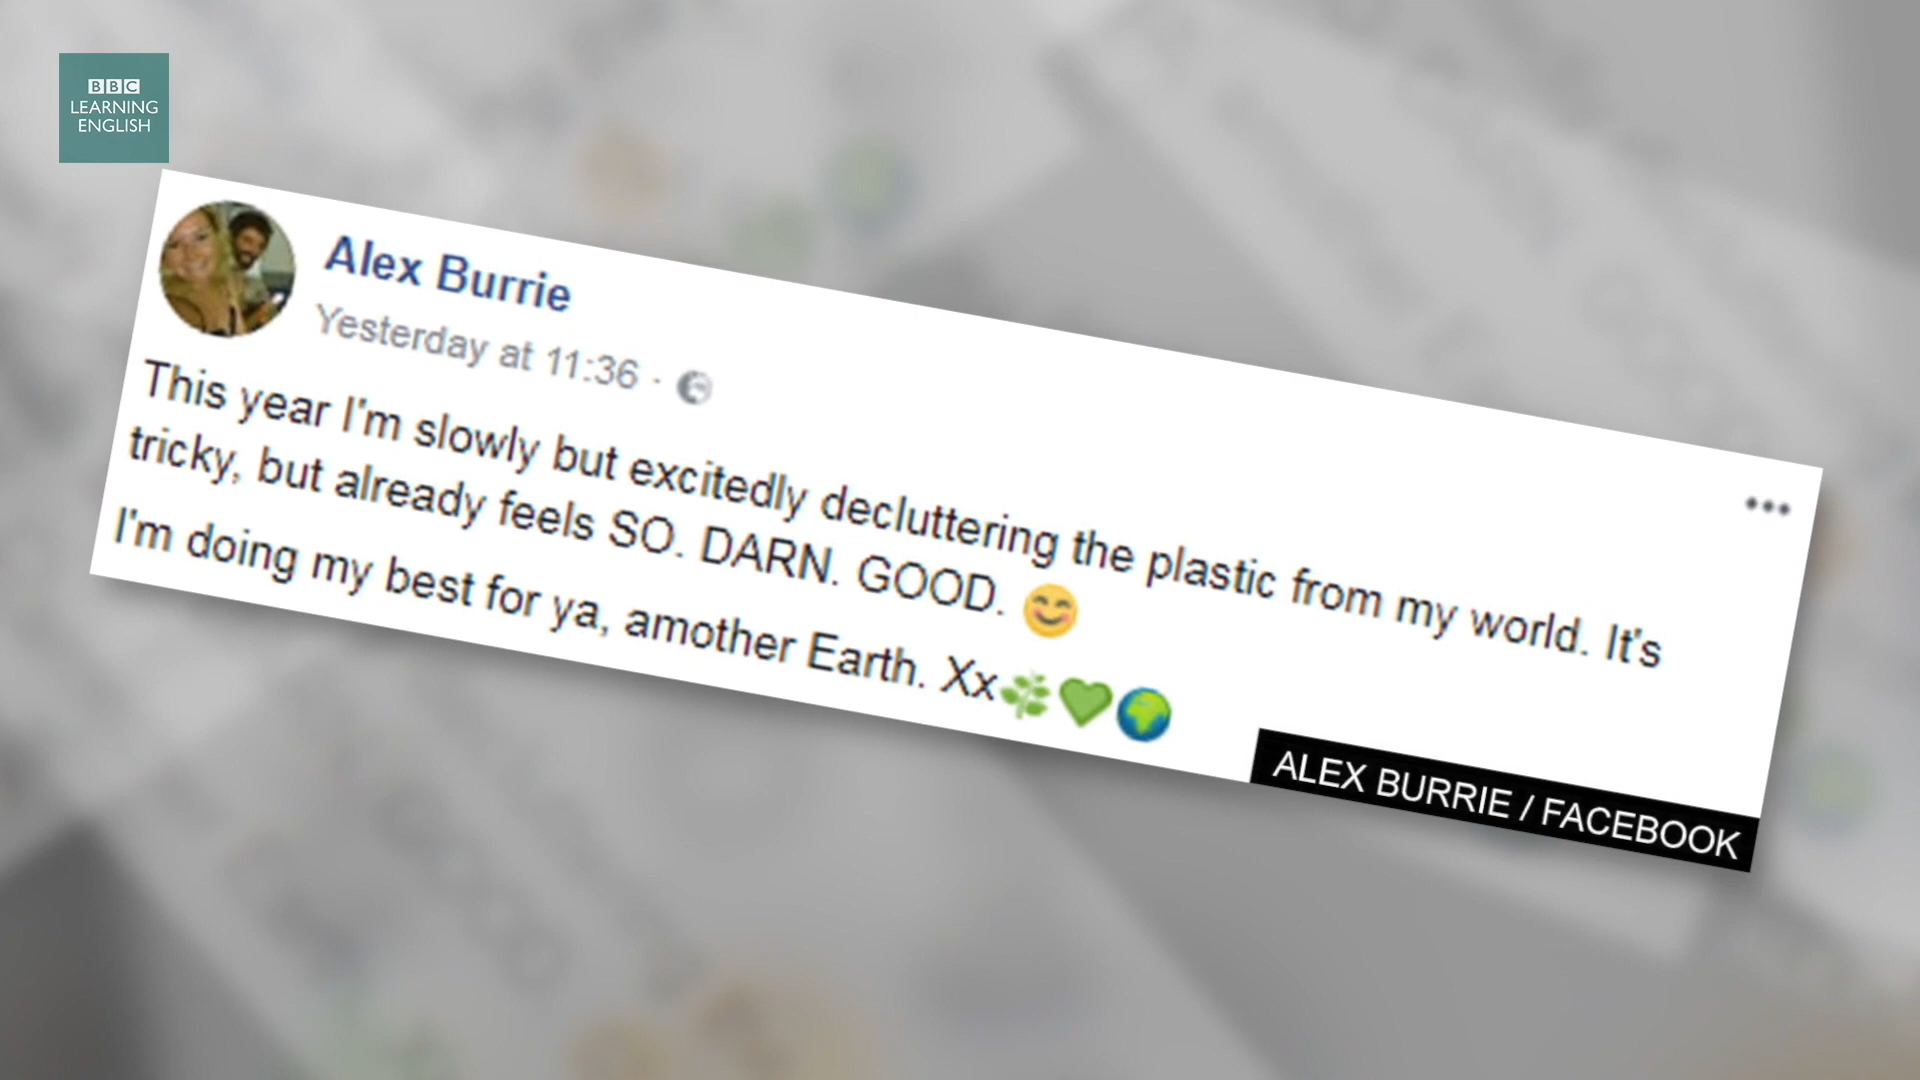 BBC
LEARNING
ENGLISH
Alex Burrie
Yesterday at 11:36 ·
This year I'm slowly but excitedly decluttering the plastic from my world. It's
tricky, but already feels SO. DARN. GOOD. 😊
I'm doing my best for ya, amother Earth. Xx🌿💚🌍
ALEX BURRIE / FACEBOOK